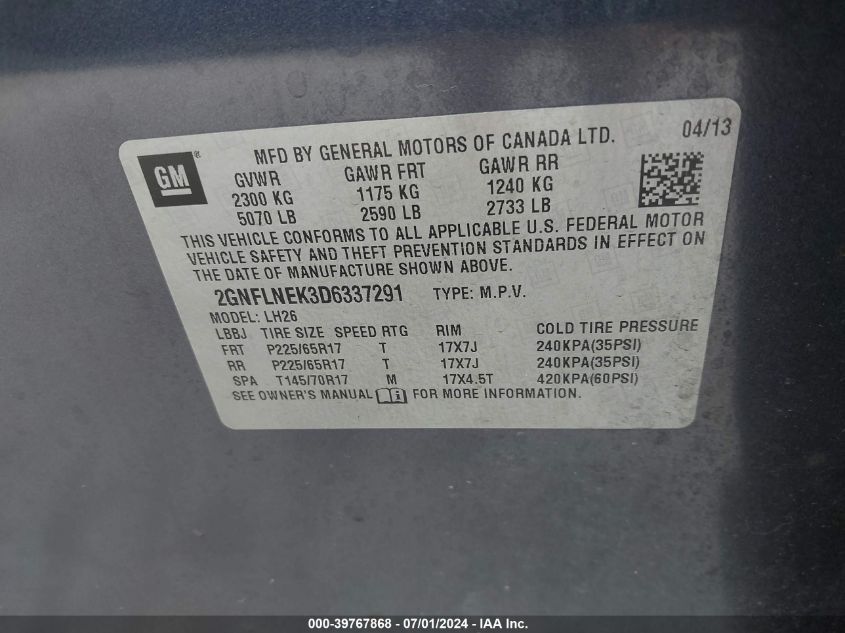 GM ®
MFD BY GENERAL MOTORS OF CANADA LTD. 04/13
GVWR GAWR FRT GAWR RR
2300 KG 1175 KG 1240 KG
5070 LB 2590 LB 2733 LB
THIS VEHICLE CONFORMS TO ALL APPLICABLE U.S. FEDERAL MOTOR
VEHICLE SAFETY AND THEFT PREVENTION STANDARDS IN EFFECT ON
THE DATE OF MANUFACTURE SHOWN ABOVE.
2GNFLNEK3D6337291 TYPE: M.P.V.
MODEL: LH26
LBBJ TIRE SIZE SPEED RTG RIM COLD TIRE PRESSURE
FRT P225/65R17 T 17X7J 240KPA(35PSI)
RR P225/65R17 T 17X7J 240KPA(35PSI)
SPA T145/70R17 M 17X4.5T 420KPA(60PSI)
SEE OWNER'S MANUAL i FOR MORE INFORMATION.
000-39767868 - 07/01/2024 - IAA Inc.